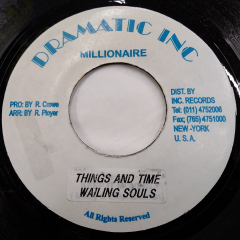 DRAMATIC INC
MILLIONAIRE
PRO: BY R. Crowe
ARR: BY R. Player
DIST. BY
INC. RECORDS
Tel: (011) 4752006
Fax: (765) 4751000
NEW -YORK
U. S. A.
THINGS AND TIME
WAILING SOULS
All Rights Reserved